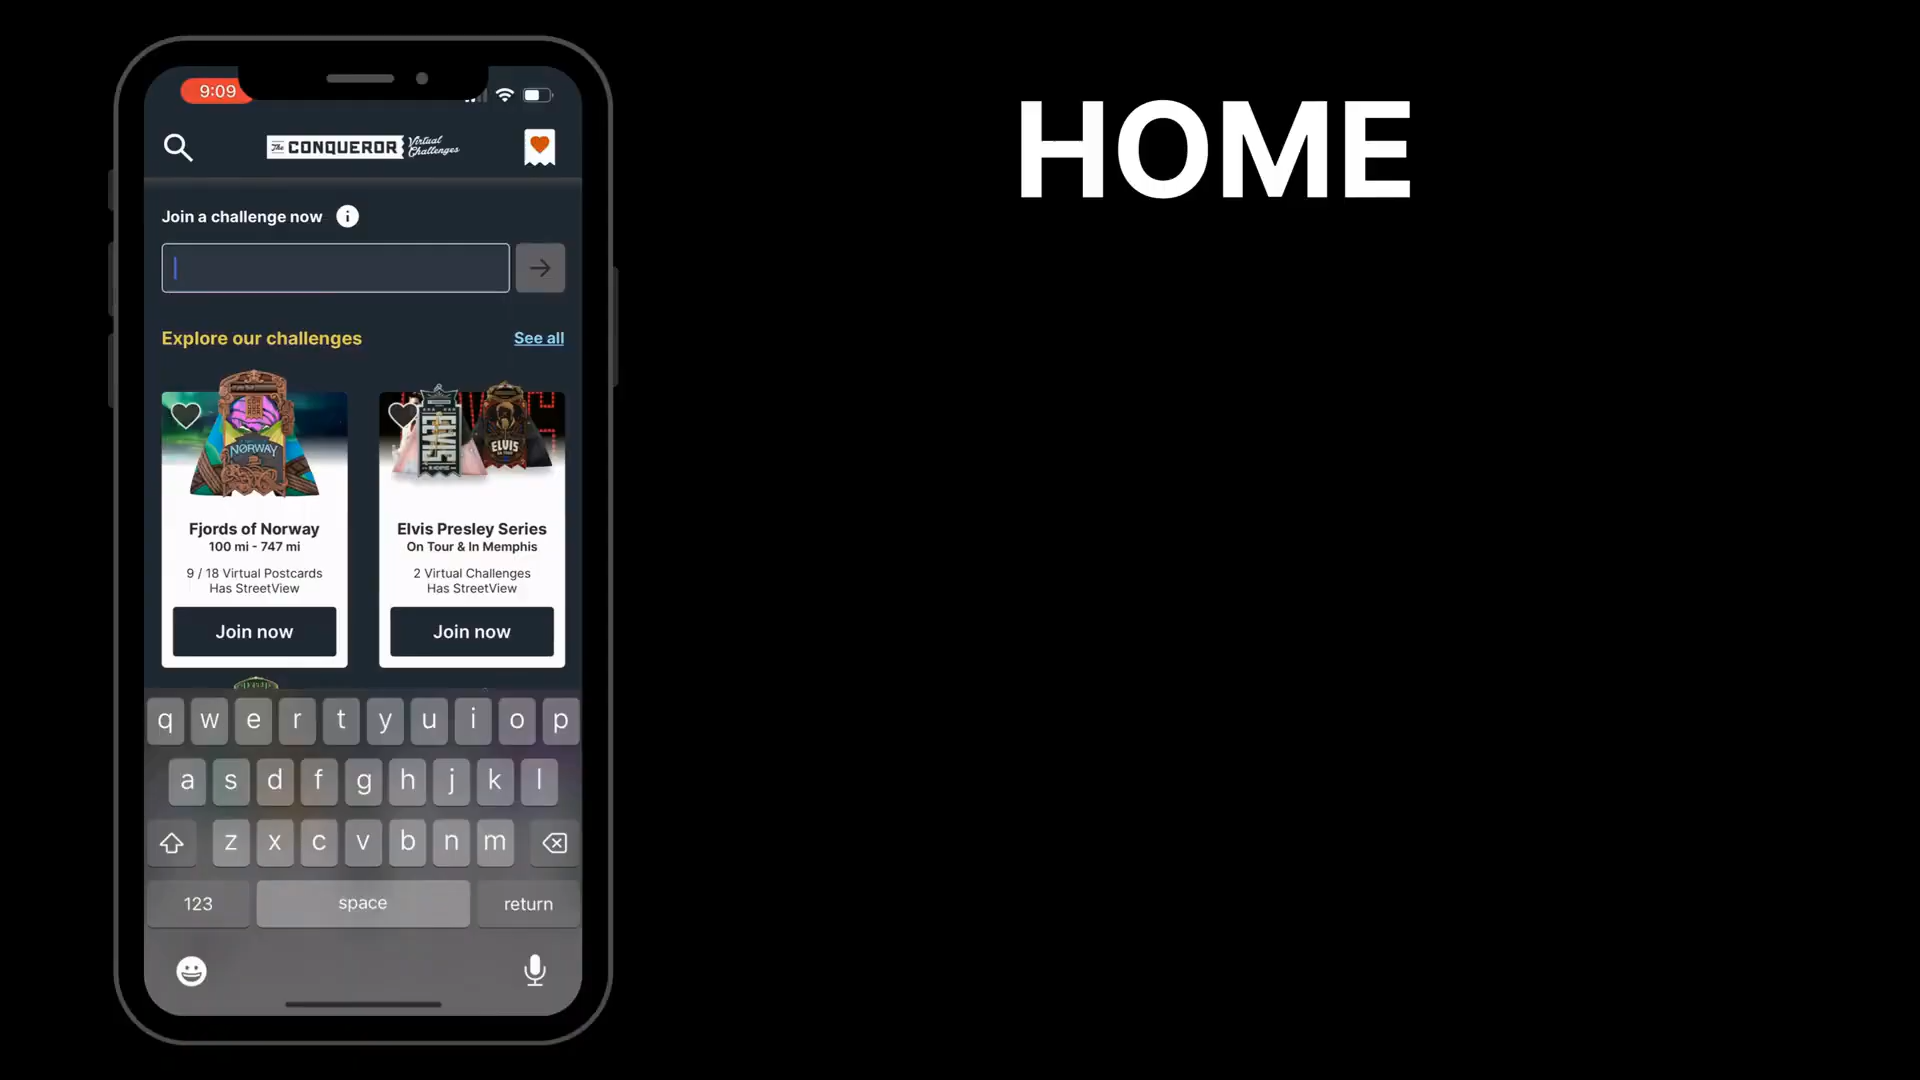 9:09
The CONQUEROR Virtual Challenges
HOME
Join a challenge now
Explore our challenges
See all
NORWAY
ELVIS
ELVIS
Fjords of Norway
100 mi - 747 mi
9 / 18 Virtual Postcards
Has StreetView
Join now
Elvis Presley Series
On Tour & In Memphis
2 Virtual Challenges
Has StreetView
Join now
q w e r t y u i o p
a s d f g h j k l
z x c v b n m
123 space return